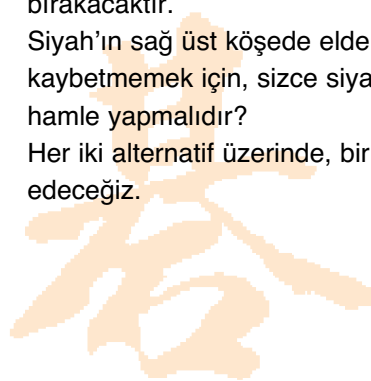 bırakacaktır.
Siyah'ın sağ üst köşede elde
kaybetmemek için, sizce siya
hamle yapmalıdır?
Her iki alternatif üzerinde, bir
edeceğiz.
碁